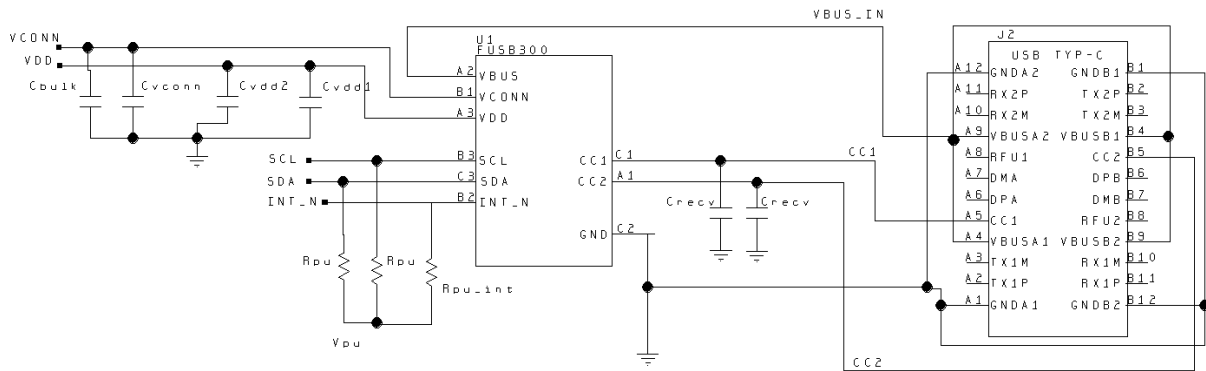 VBUS_IN
U1
FUSB300
J2
USB TYP-C
VCONN
VDD
Cbulk
Cvconn
Cvdd2
Cvdd1
A2 VBUS
B1 VCONN
A3 VDD
SCL B3 SCL
SDA C3 SDA
INT_N B2 INT_N
CC1 C1 CC1
CC2 A1
GND C2
Crecv
Crecv
Rpu
Rpu
Rpu_int
Vpu
CC2
A12 GNDA2 GNDB1 B1
A11 RX2P TX2P B2
A10 RX2M TX2M B3
A9 VBUSA2 VBUSB1 B4
A8 RFU1 CC2 B5
A7 DMA DPB B6
A6 DPA DMB B7
A5 CC1 RFU2 B8
A4 VBUSA1 VBUSB2 B9
A3 TX1M RX1M B10
A2 TX1P RX1P B11
A1 GNDA1 GNDB2 B12